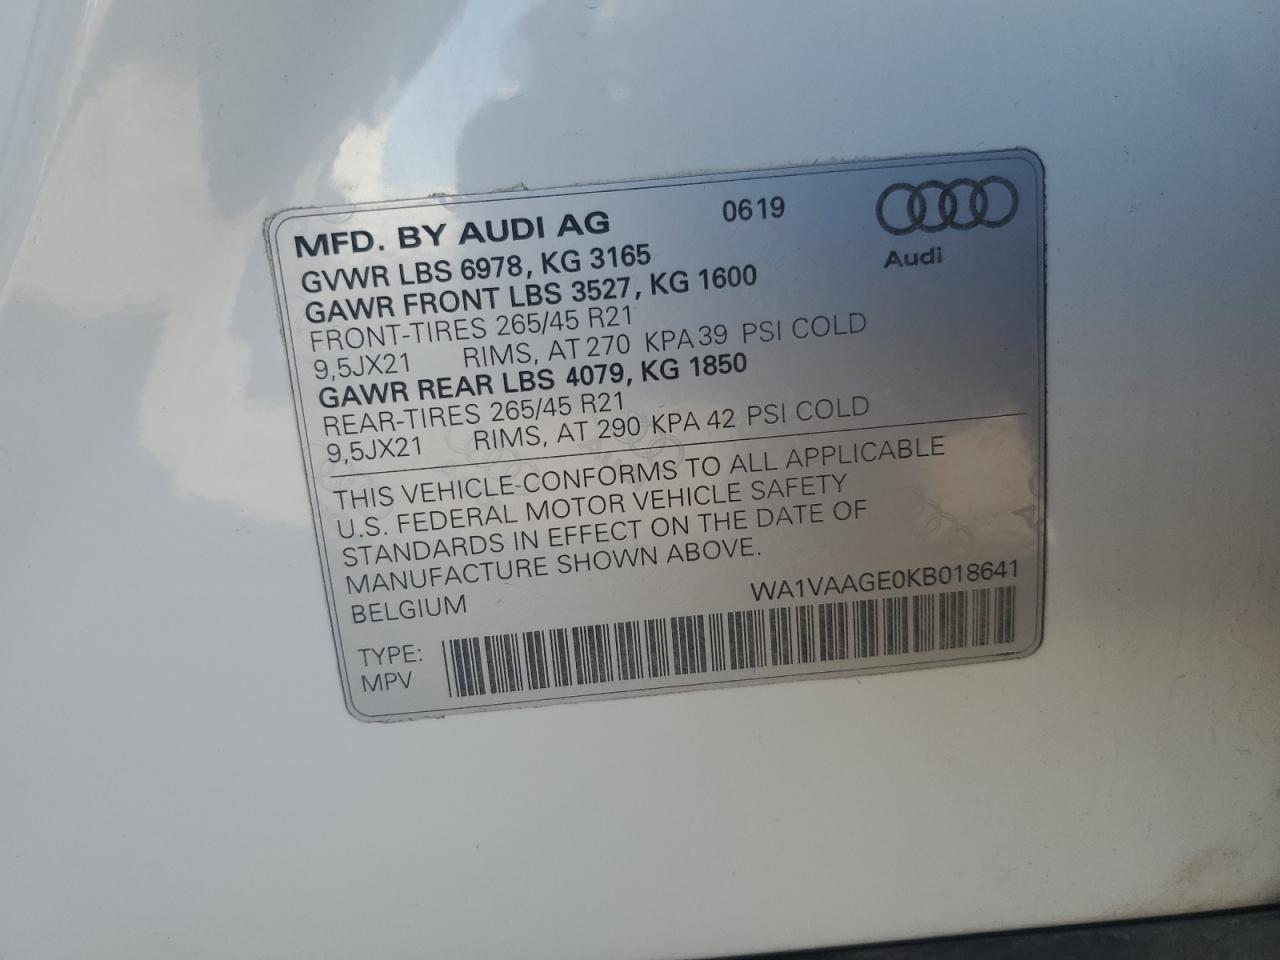 MFD. BY AUDI AG 0619
Audi
GVWR LBS 6978, KG 3165
GAWR FRONT LBS 3527, KG 1600
FRONT-TIRES 265/45 R21
9,5JX21 RIMS, AT 270 KPA 39 PSI COLD
GAWR REAR LBS 4079, KG 1850
REAR-TIRES 265/45 R21
9,5JX21 RIMS, AT 290 KPA 42 PSI COLD
THIS VEHICLE CONFORMS TO ALL APPLICABLE
U.S. FEDERAL MOTOR VEHICLE SAFETY
STANDARDS IN EFFECT ON THE DATE OF
MANUFACTURE SHOWN ABOVE.
BELGIUM WA1VAAGE0KB018641
TYPE:
MPV